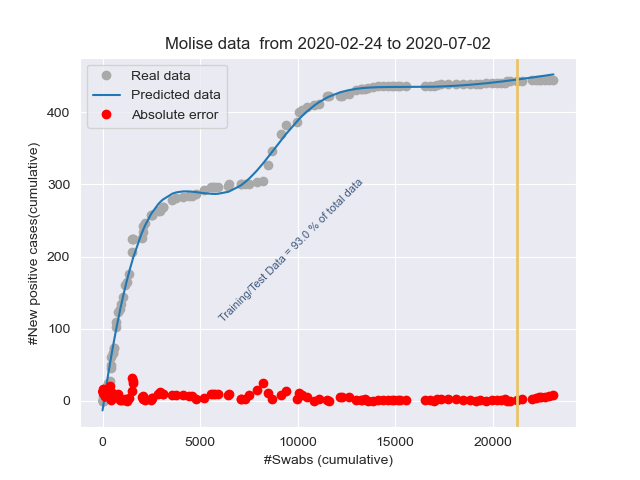 Molise data  from 2020-02-24 to 2020-07-02
Real data
Predicted data
Absolute error
#New positive cases(cumulative)
400
300
200
100
0
Training/Test Data = 93.0 % of total data
0
5000
10000
15000
20000
#Swabs (cumulative)